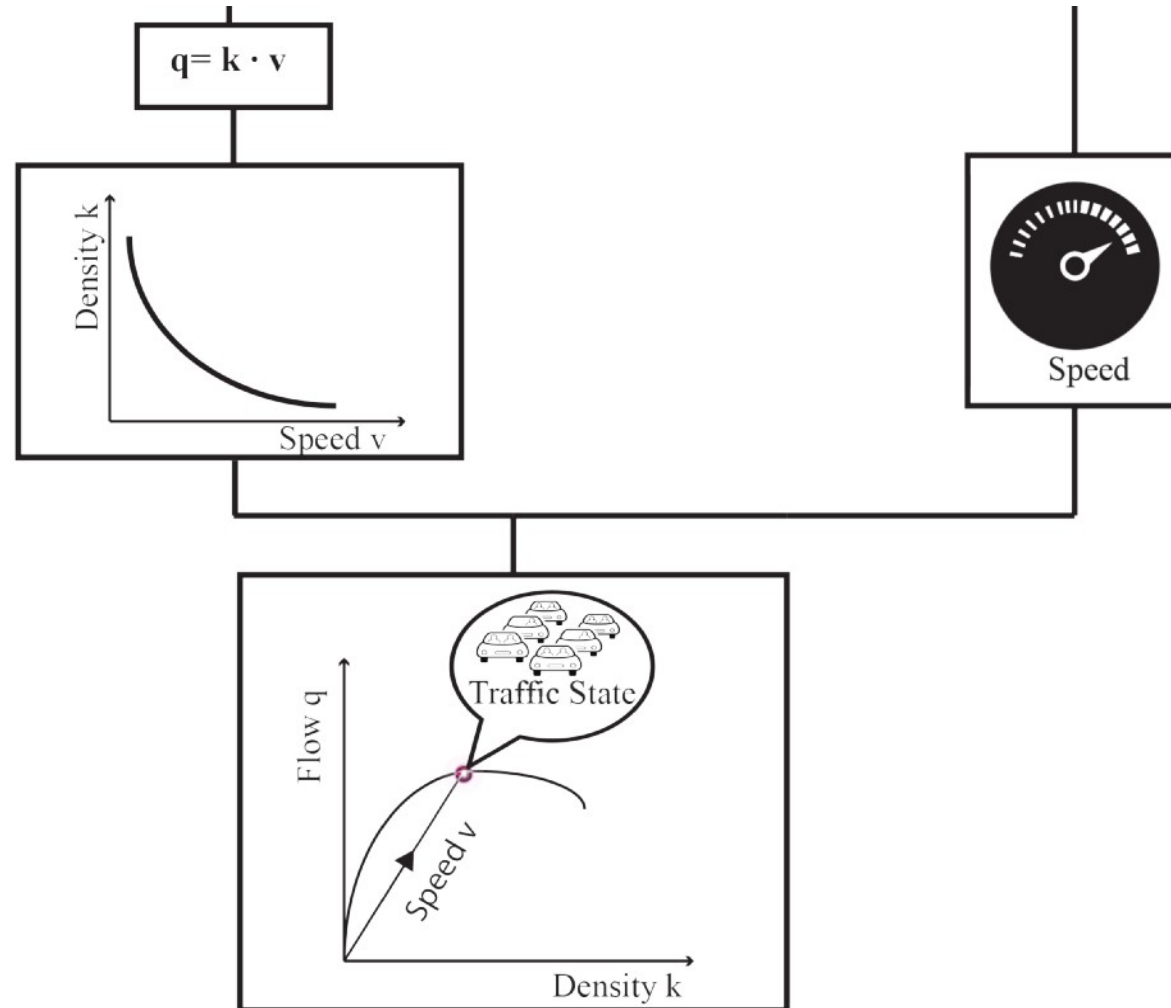 q= k · v
Density k
Speed v
Speed
Traffic State
Flow q
Speed v
Density k